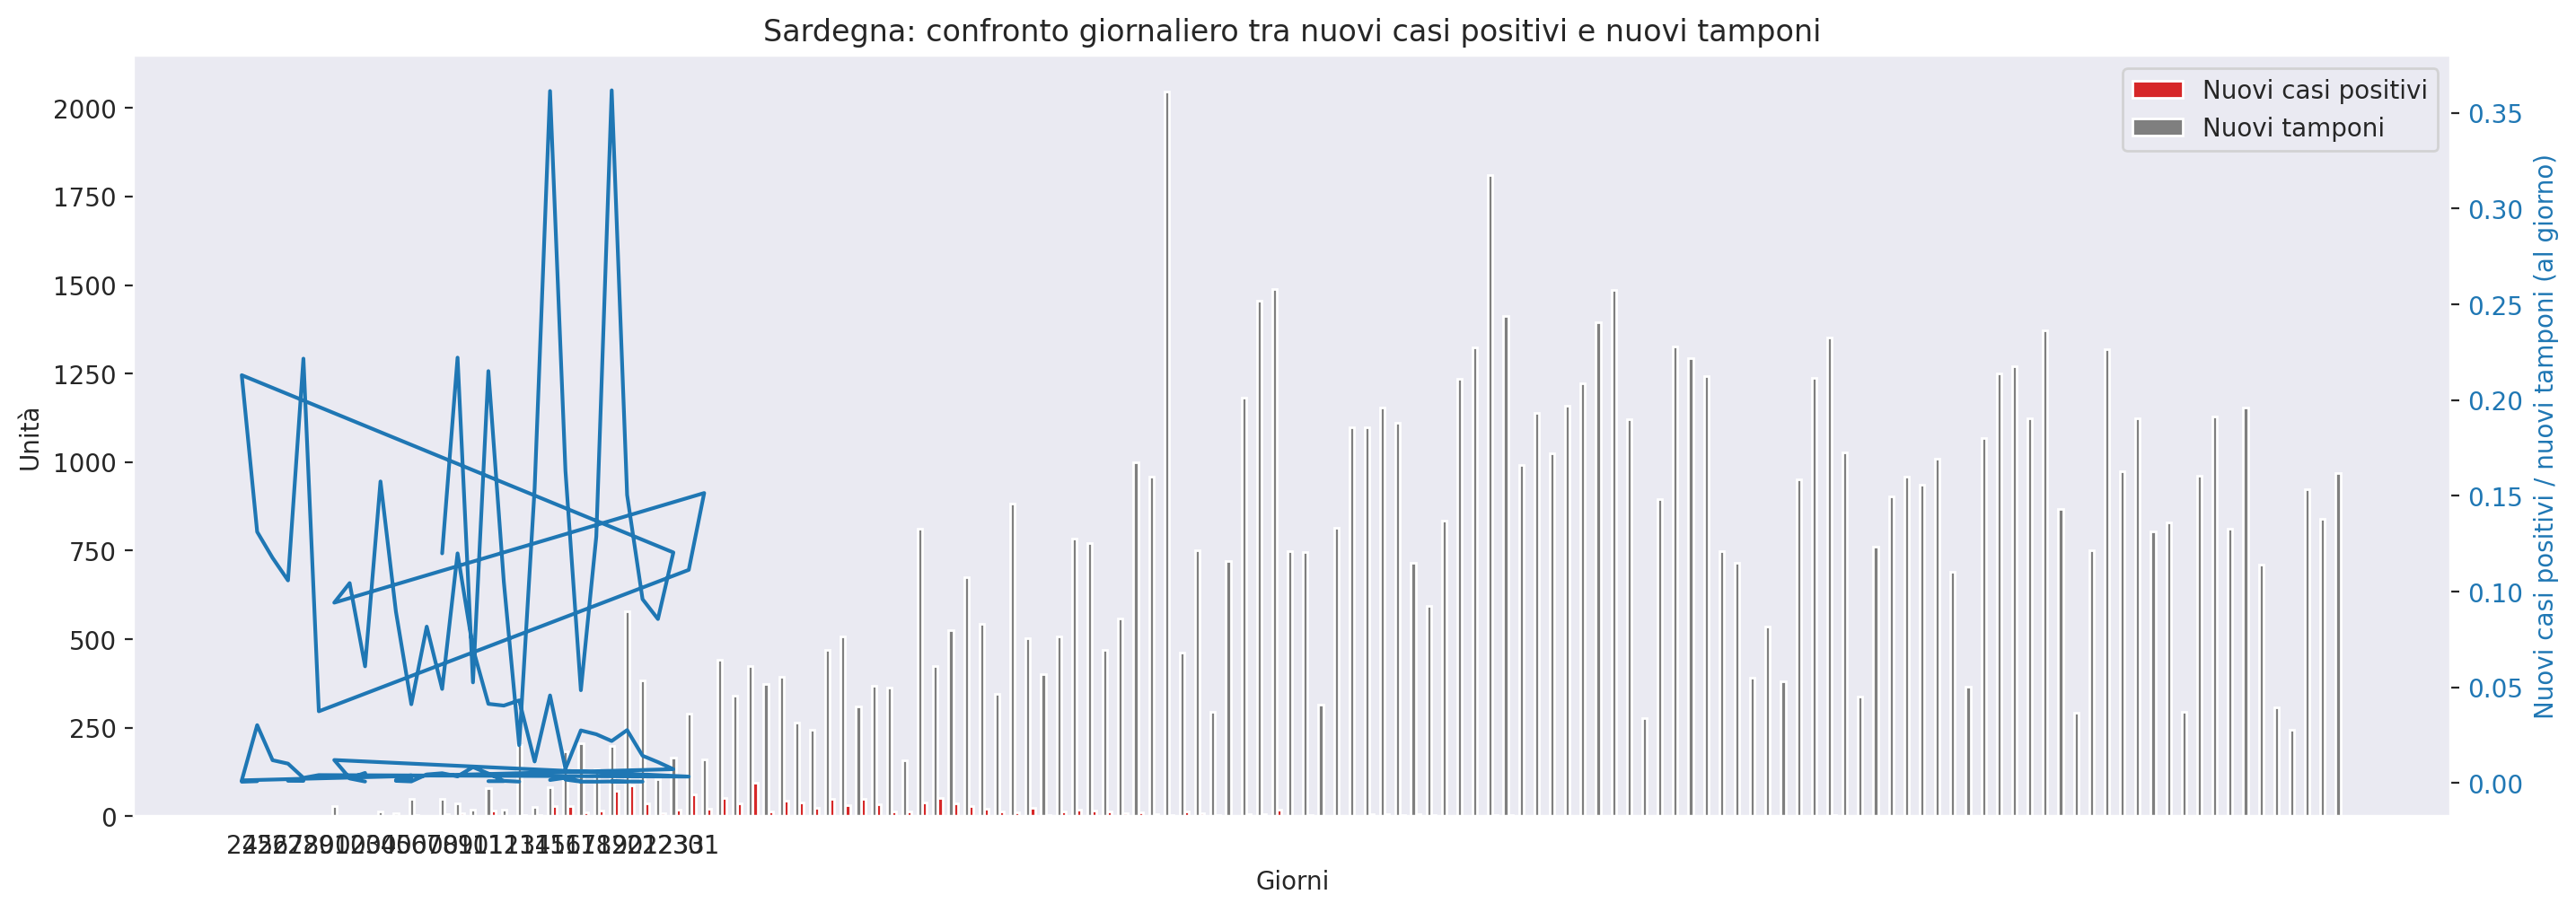 Sardegna: confronto giornaliero tra nuovi casi positivi e nuovi tamponi
Nuovi casi positivi
Nuovi tamponi
Unità
2000
1750
1500
1250
1000
750
500
250
0
0.35
0.30
0.25
0.20
0.15
0.10
0.05
0.00
Nuovi casi positivi / nuovi tamponi (al giorno)
Giorni